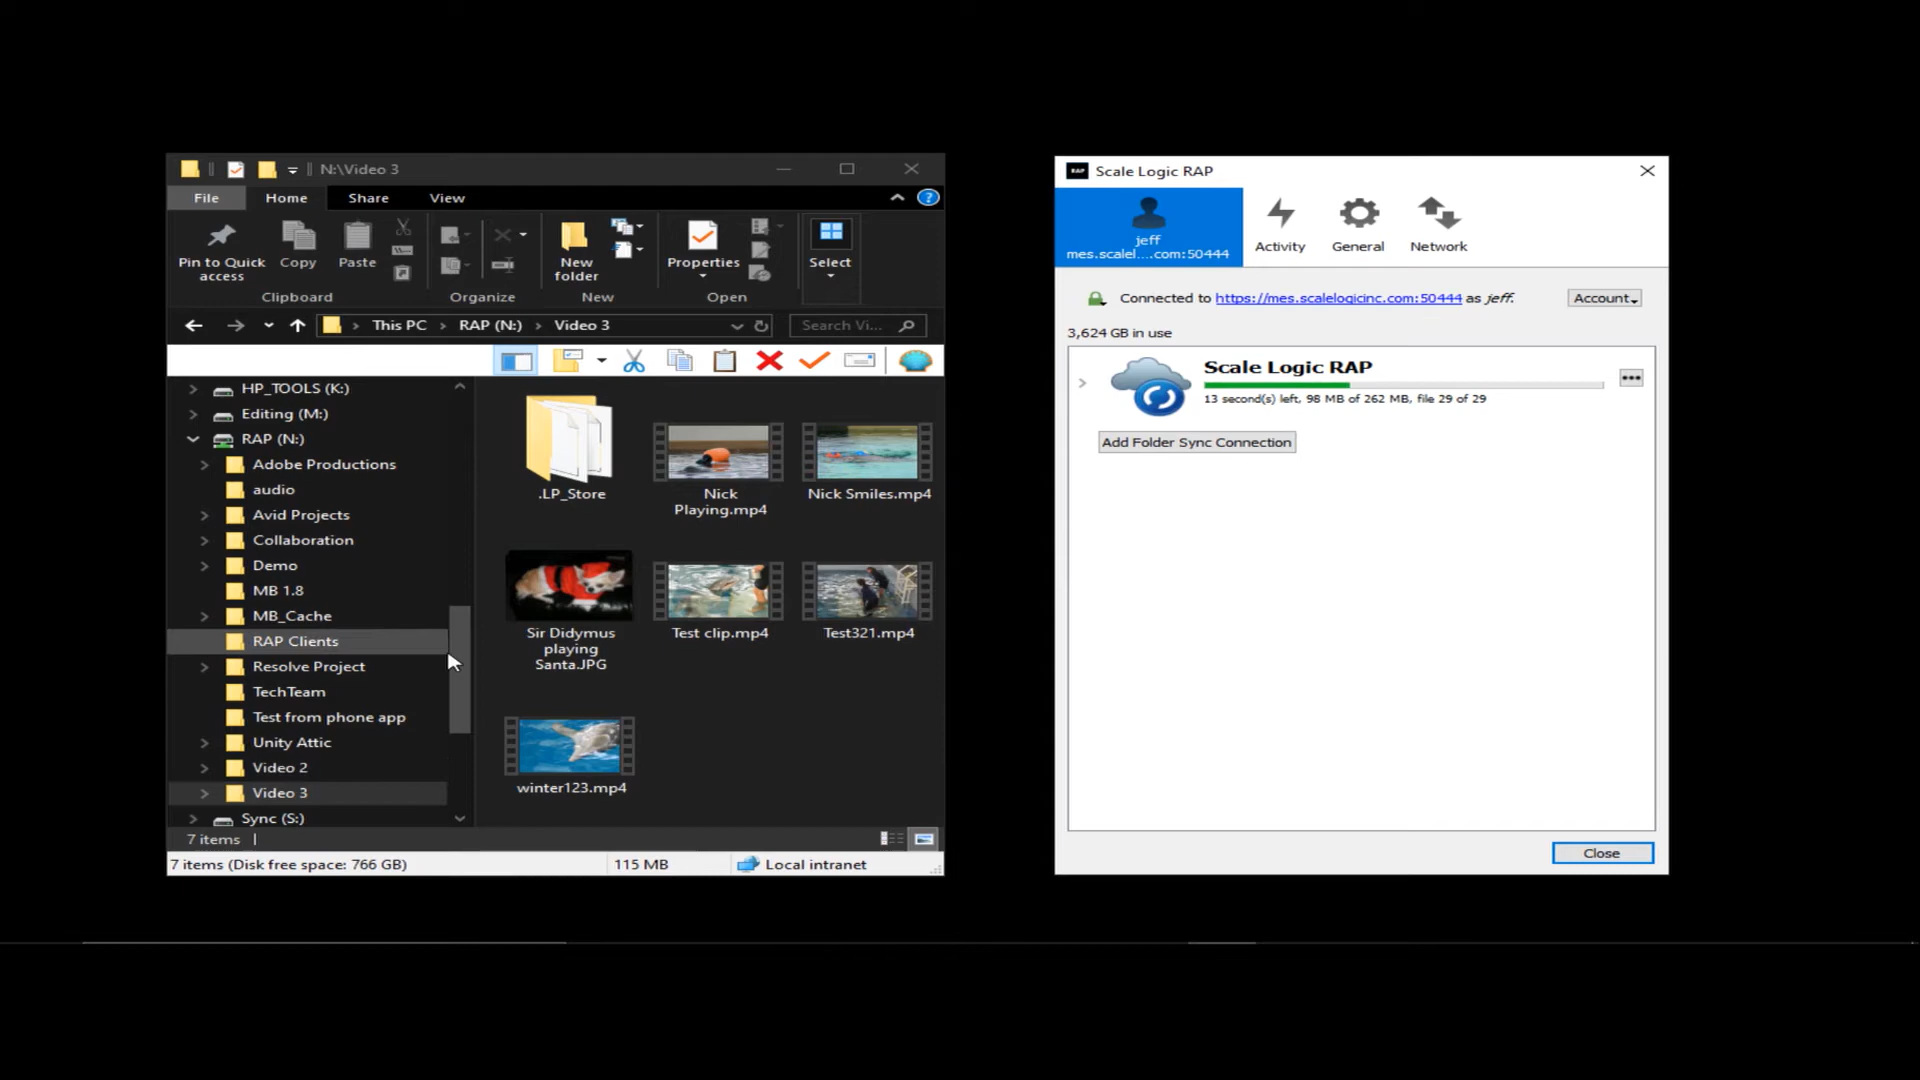 N:\Video 3
File Home Share View
Pin to Quick access
Copy
Paste
New folder
Properties
Select
Clipboard Organize New Open
This PC > RAP (N:) > Video 3
Search Vi...
HP_TOOLS (K:)
Editing (M:)
RAP (N:)
Adobe Productions
audio
Avid Projects
Collaboration
Demo
MB 1.8
MB_Cache
RAP Clients
Resolve Project
TechTeam
Test from phone app
Unity Attic
Video 2
Video 3
Sync (S:)
.LP_Store
Nick
Playing.mp4
Nick Smiles.mp4
Sir Didymus
playing
Santa.JPG
Test clip.mp4
Test321.mp4
winter123.mp4
7 items
7 items (Disk free space: 766 GB) 115 MB Local intranet
RAP Scale Logic RAP
jeff
mes.scalel....com:50444
Activity General Network
Connected to https://mes.scalelogicinc.com:50444 as jeff.
Account
3,624 GB in use
Scale Logic RAP
13 second(s) left, 98 MB of 262 MB, file 29 of 29
Add Folder Sync Connection
Close